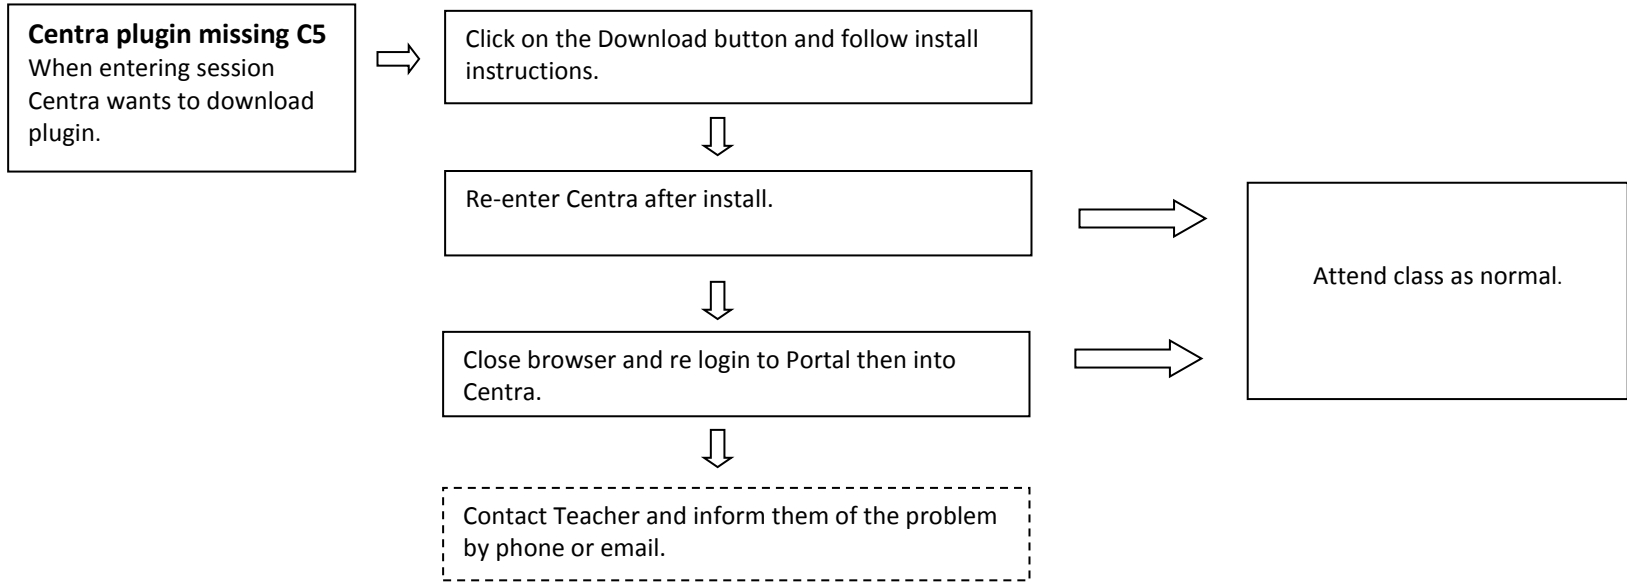 Centra plugin missing C5
When entering session
Centra wants to download
plugin.
Click on the Download button and follow install
instructions.
Re-enter Centra after install.
Attend class as normal.
Close browser and re login to Portal then into
Centra.
Contact Teacher and inform them of the problem
by phone or email.